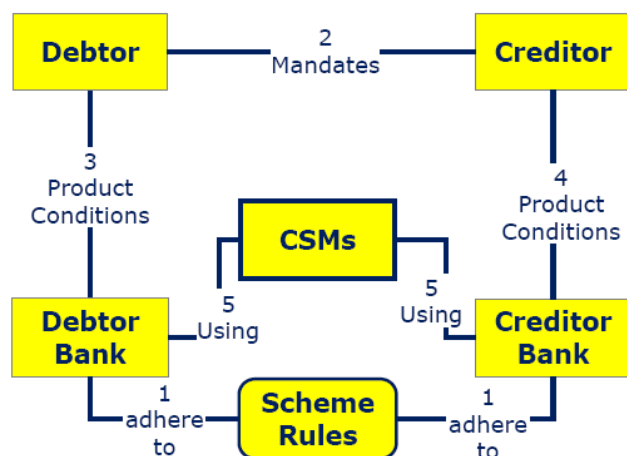 Debtor
2
Mandates
Creditor
3
Product
Conditions
4
Product
Conditions
CSMs
5
Using
5
Using
Debtor
Bank
Creditor
Bank
1
adhere
to
Scheme
Rules
1
adhere
to